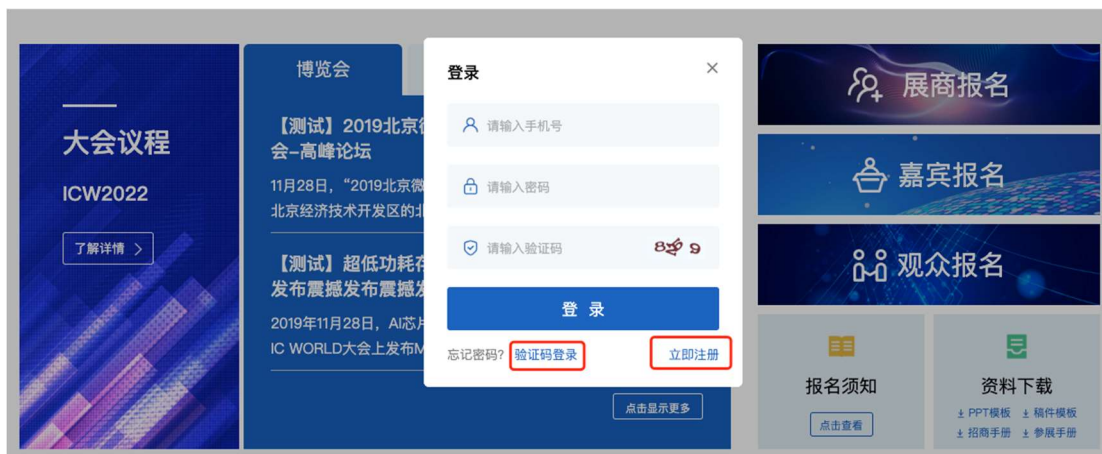 大会议程
ICW2022
了解详情 >
博览会
【测试】2019北京
会-高峰论坛
11月28日，“2019北京微
北京经济技术开发区的
【测试】超低功耗存
发布震撼发布震撼发
2019年11月28日，AI芯片
IC WORLD大会上发布M
点击显示更多
登录
请输入手机号
请输入密码
请输入验证码
登 录
忘记密码? 验证码登录
立即注册
展商报名
嘉宾报名
观众报名
报名须知
点击查看
资料下载
PPT模板 稿件模板
招商手册 参展手册